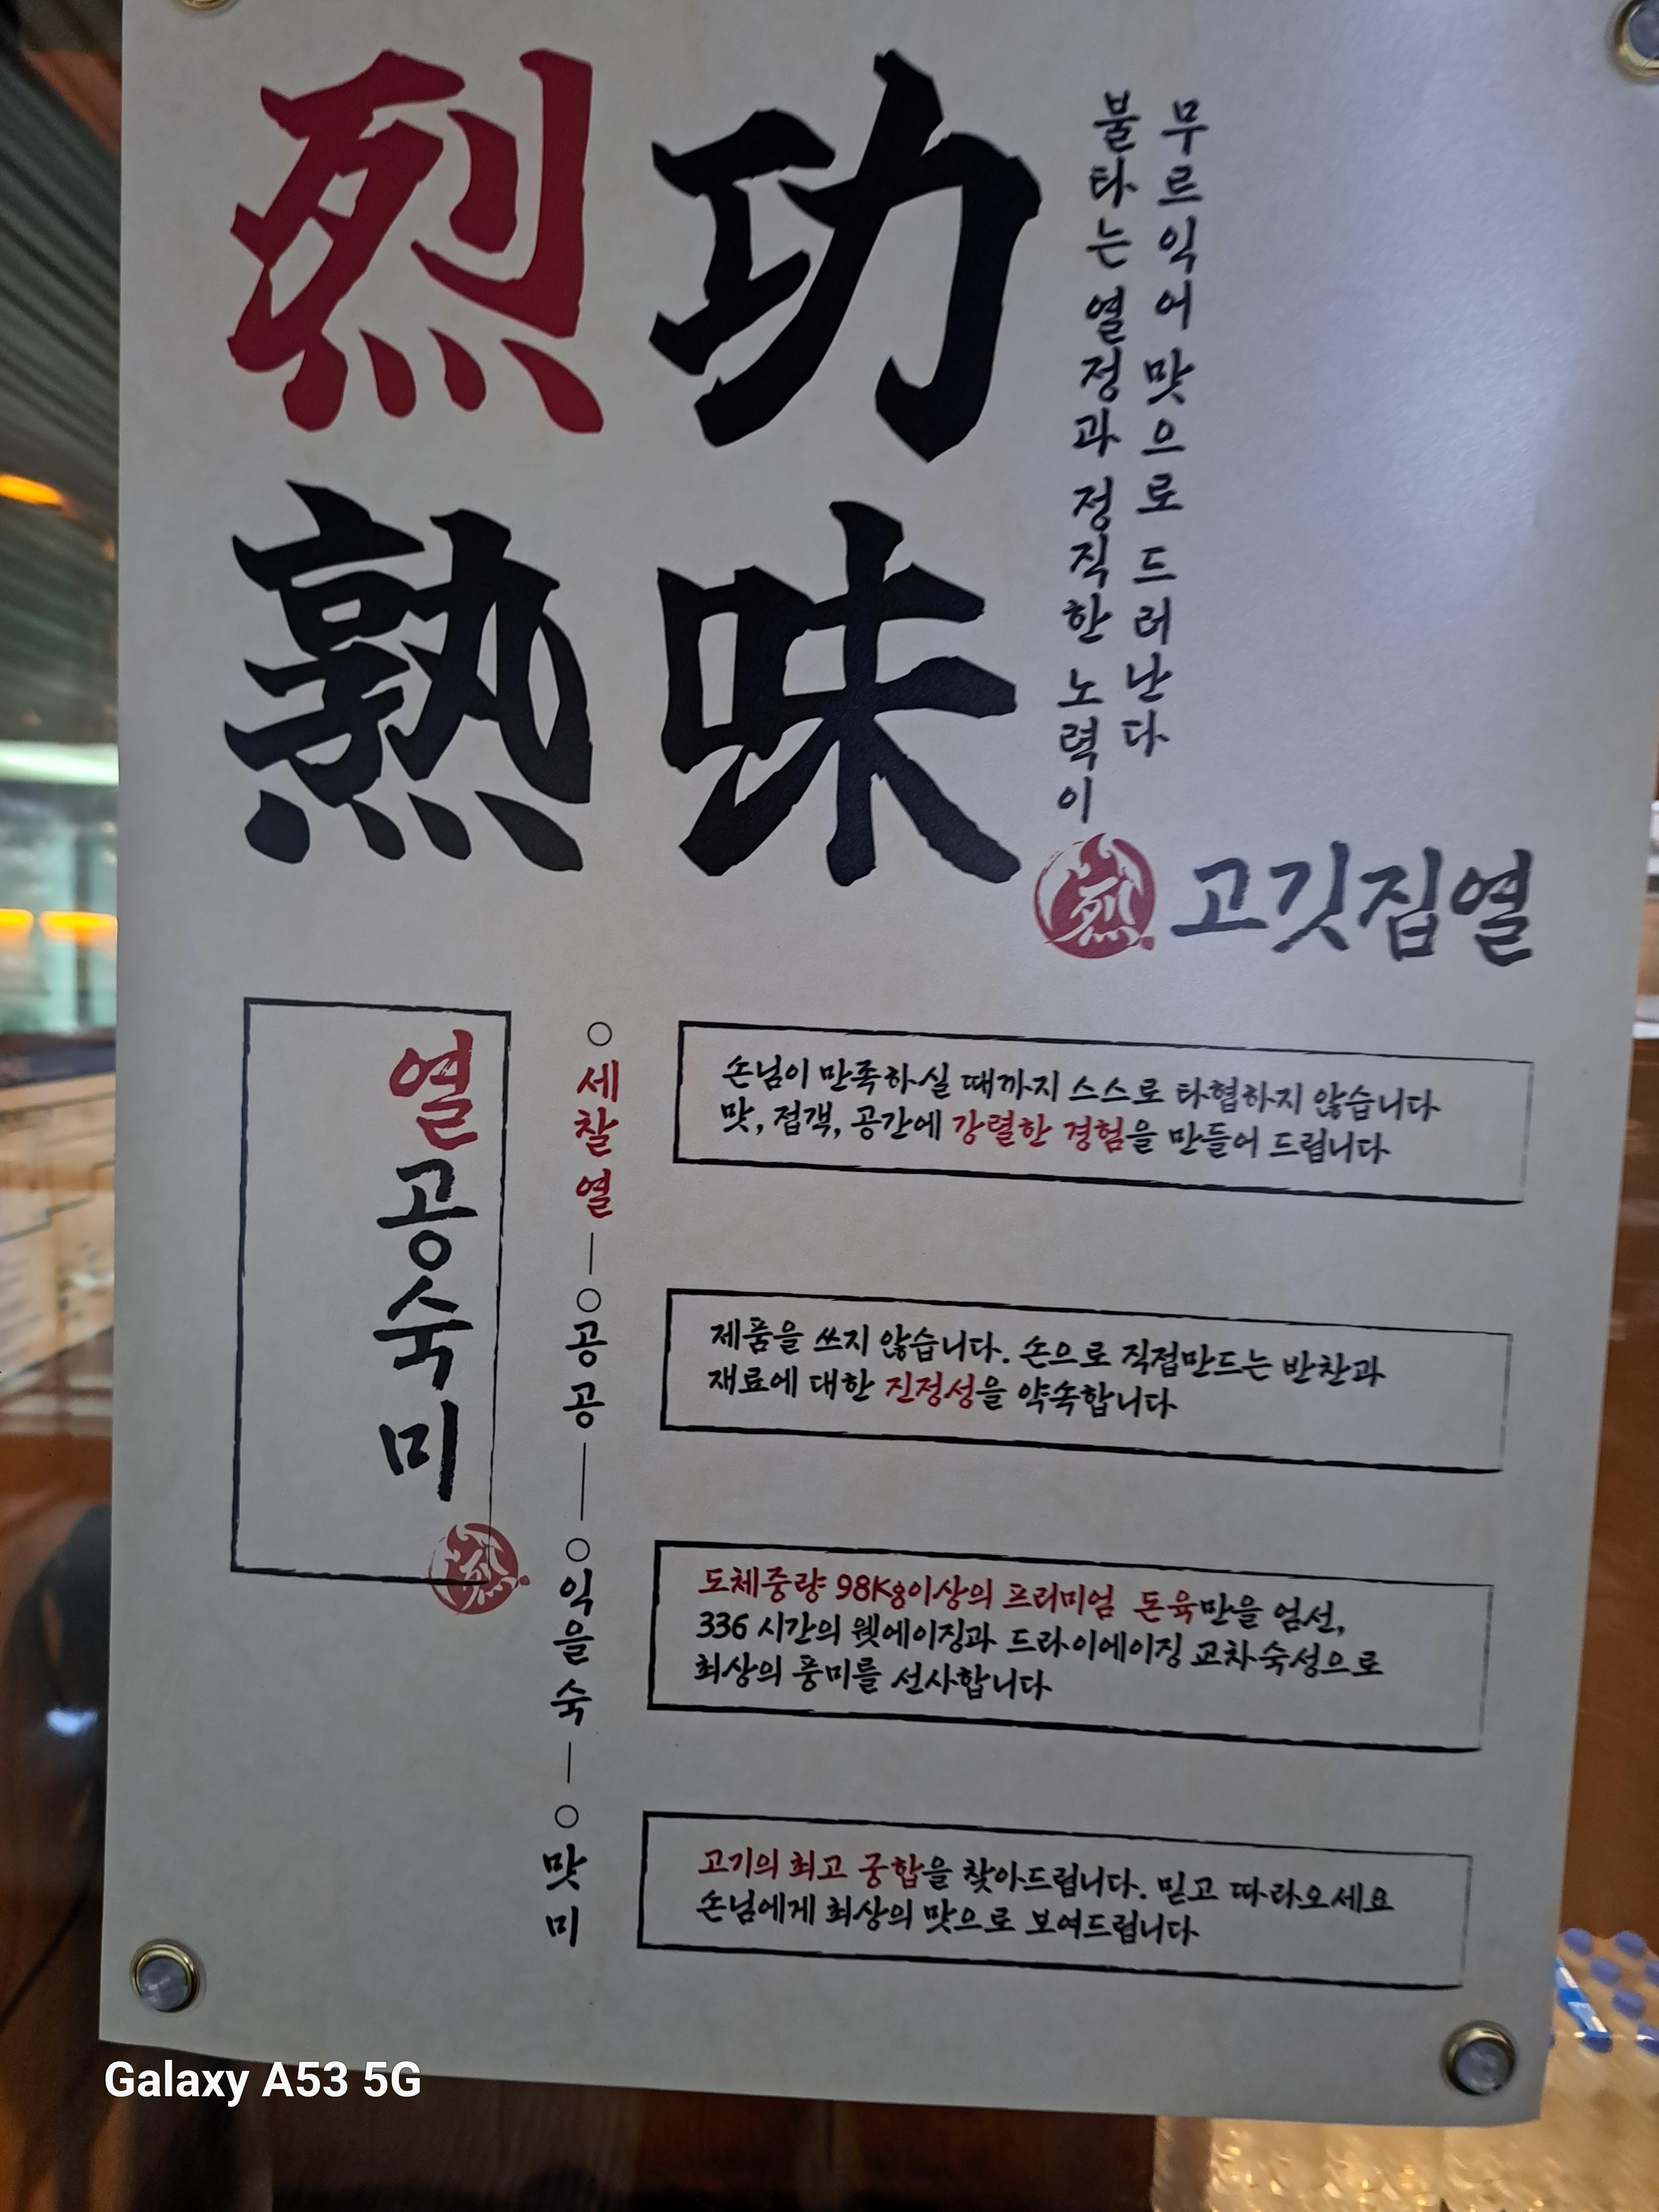 烈功
熟味
불타는 열정과 정직한 노력이
무르익어 맛으로 드러난다
烈
고깃집열
열공숙미
烈
세찰열
손님이 만족하실 때까지 스스로 타협하지 않습니다
맛, 접객, 공간에 강렬한 경험을 만들어 드립니다
공공
제품을 쓰지 않습니다. 손으로 직접만드는 반찬과
재료에 대한 진정성을 약속합니다
익을숙
도체중량 98Kg이상의 프리미엄 돈육만을 엄선,
336 시간의 웻에이징과 드라이에이징 교차숙성으로
최상의 풍미를 선사합니다
맛미
고기의 최고 궁합을 찾아드립니다. 믿고 따라오세요
손님에게 최상의 맛으로 보여드립니다
Galaxy A53 5G